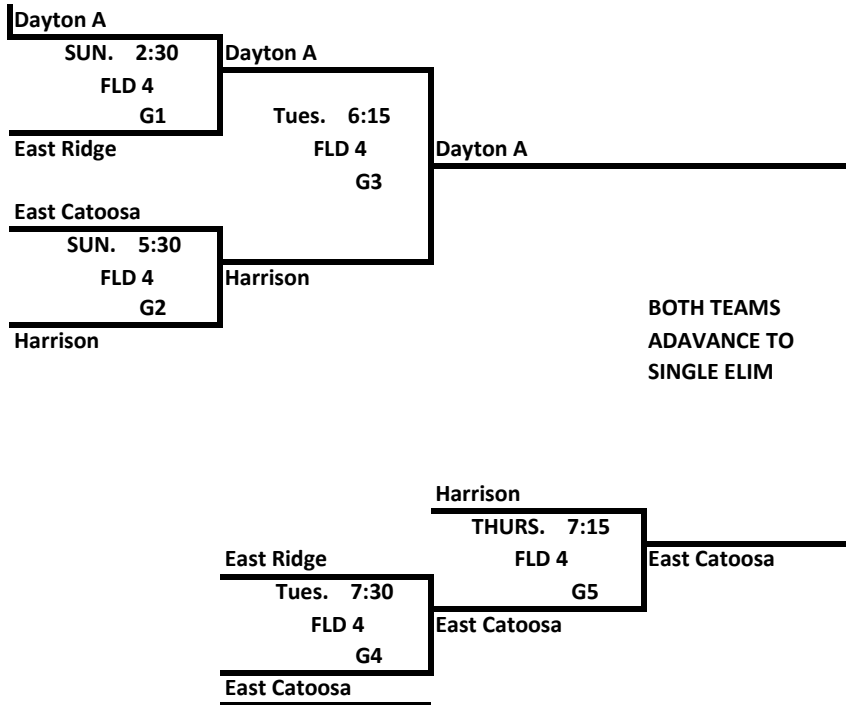 Dayton A
SUN. 2:30
Dayton A
FLD 4
G1
Tues. 6:15
East Ridge
FLD 4
Dayton A
G3
East Catoosa
SUN. 5:30
FLD 4
Harrison
G2
BOTH TEAMS
Harrison
ADAVANCE TO
SINGLE ELIM
Harrison
THURS. 7:15
East Ridge
FLD 4
East Catoosa
Tues. 7:30
G5
FLD 4
East Catoosa
G4
East Catoosa